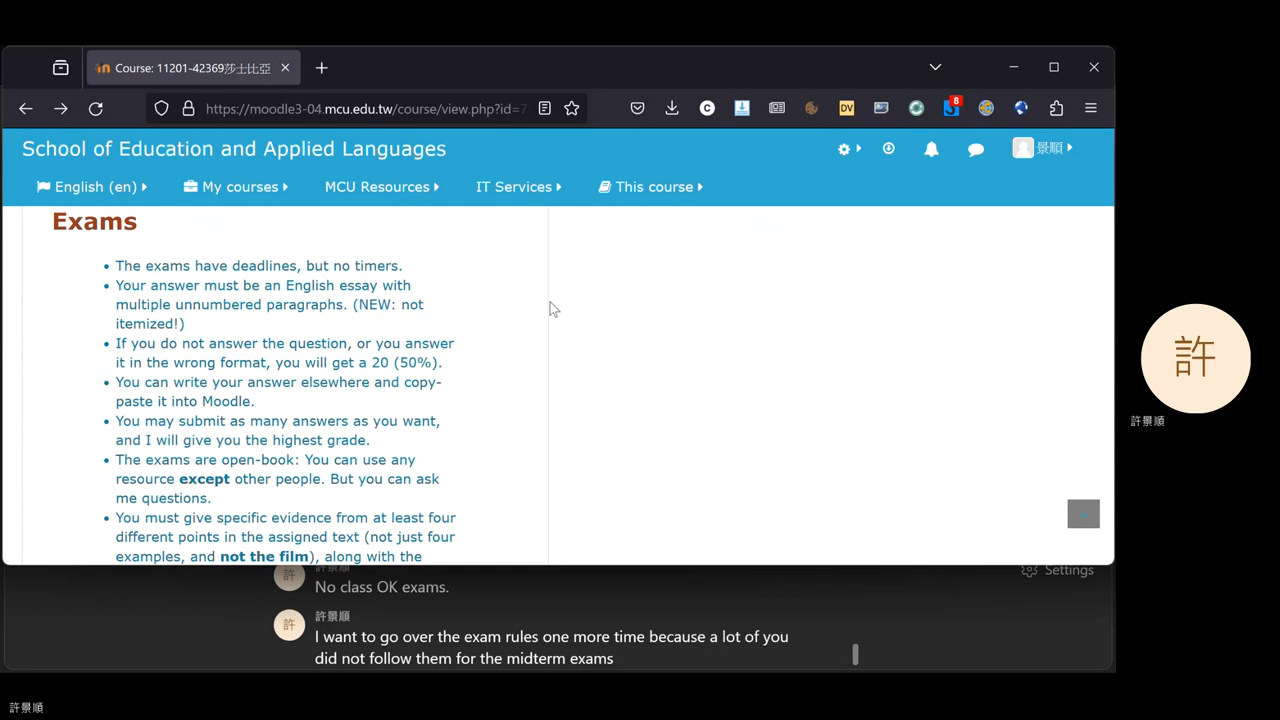 Course: 11201-42369莎士比亞
https://moodle3-04.mcu.edu.tw/course/view.php?id=7
C
DV
8
School of Education and Applied Languages
景順
English (en)
My courses
MCU Resources
IT Services
This course
Exams
The exams have deadlines, but no timers.
Your answer must be an English essay with
multiple unnumbered paragraphs. (NEW: not
itemized!)
If you do not answer the question, or you answer
it in the wrong format, you will get a 20 (50%).
You can write your answer elsewhere and copy-
paste it into Moodle.
You may submit as many answers as you want,
and I will give you the highest grade.
The exams are open-book: You can use any
resource except other people. But you can ask
me questions.
You must give specific evidence from at least four
different points in the assigned text (not just four
examples, and not the film), along with the
許
許景順
許
許景順
No class OK exams.
Settings
許
許景順
I want to go over the exam rules one more time because a lot of you
did not follow them for the midterm exams
許景順